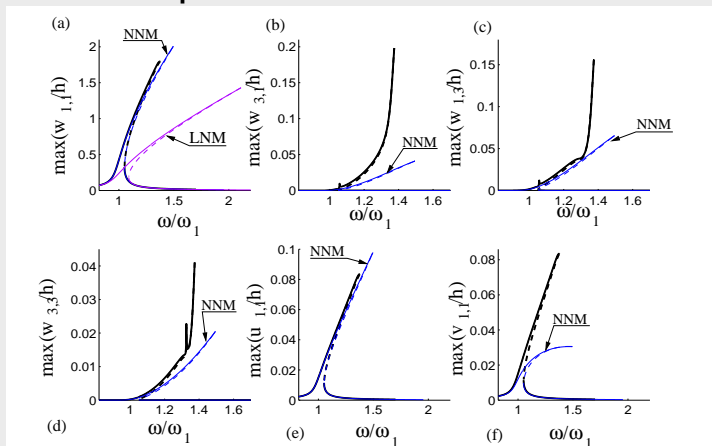 (a)
NNM
LNM
max(w 1,1/h)
2
1.5
1
0.5
0
1
1.5
2
ω/ω1
(b)
NNM
max(w 3,1/h)
0.2
0.15
0.1
0.05
0
1
1.2
1.4
1.6
ω/ω1
(c)
NNM
max(w 1,3/h)
0.15
0.1
0.05
0
1
1.2
1.4
1.6
ω/ω1
(d)
NNM
max(w 3,3/h)
0.04
0.03
0.02
0.01
0
0.8
1
1.2
1.4
1.6
ω/ω1
(e)
NNM
max(u 1,1/h)
0.1
0.08
0.06
0.04
0.02
0
1
1.5
2
ω/ω1
(f)
NNM
max(v 1,1/h)
0.08
0.06
0.04
0.02
0
1
1.5
2
ω/ω1